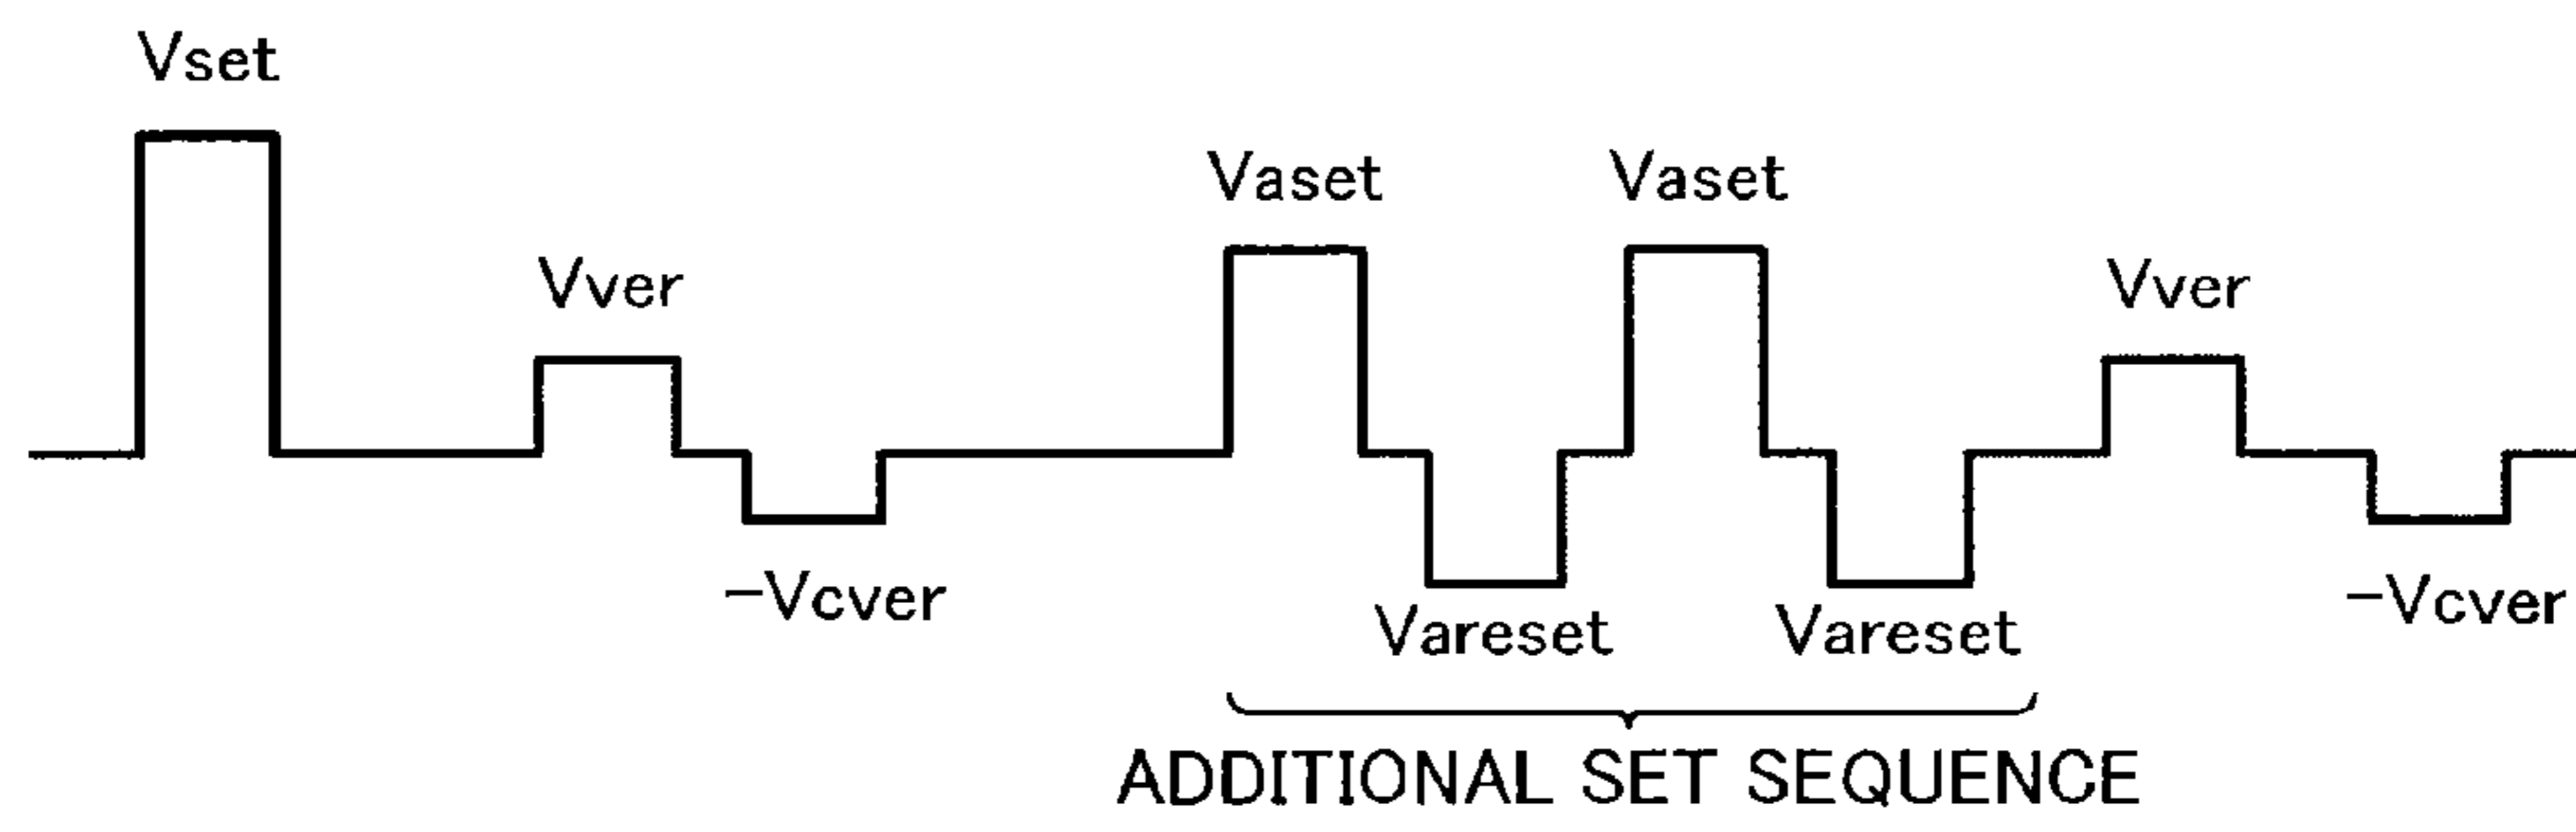 Vset
Vaset Vaset
Vver Vver
-Vcver -Vcver
Vareset Vareset
ADDITIONAL SET SEQUENCE